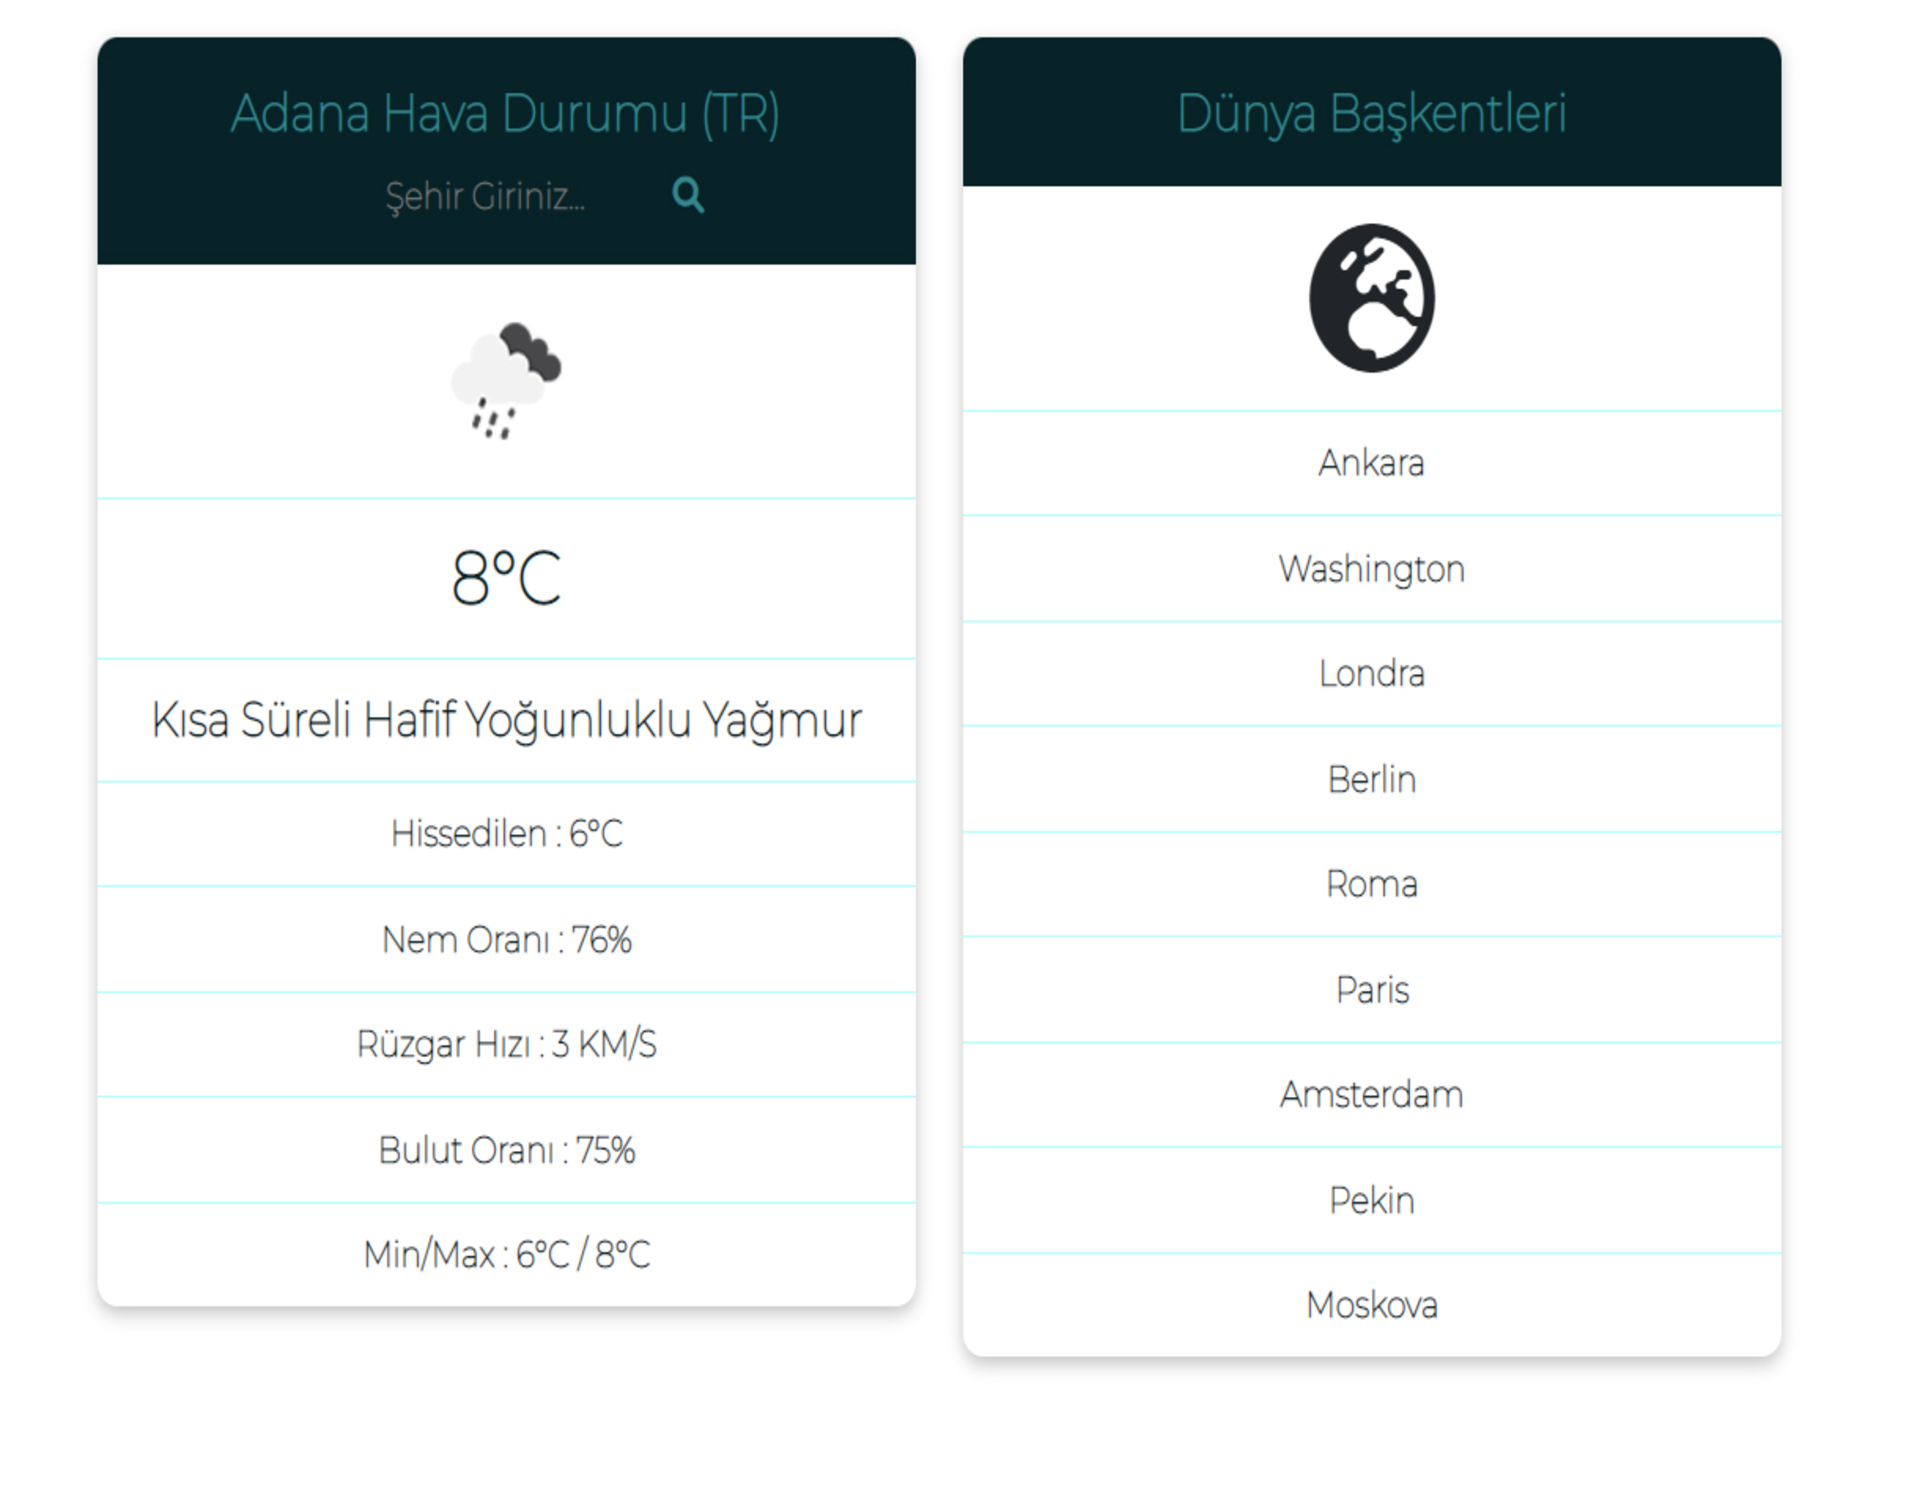 Adana Hava Durumu (TR)
Şehir Giriniz...
8°C
Kısa Süreli Hafif Yoğunluklu Yağmur
Hissedilen : 6°C
Nem Oranı : 76%
Rüzgar Hızı : 3 KM/S
Bulut Oranı : 75%
Min/Max : 6°C / 8°C
Dünya Başkentleri
Ankara
Washington
Londra
Berlin
Roma
Paris
Amsterdam
Pekin
Moskova